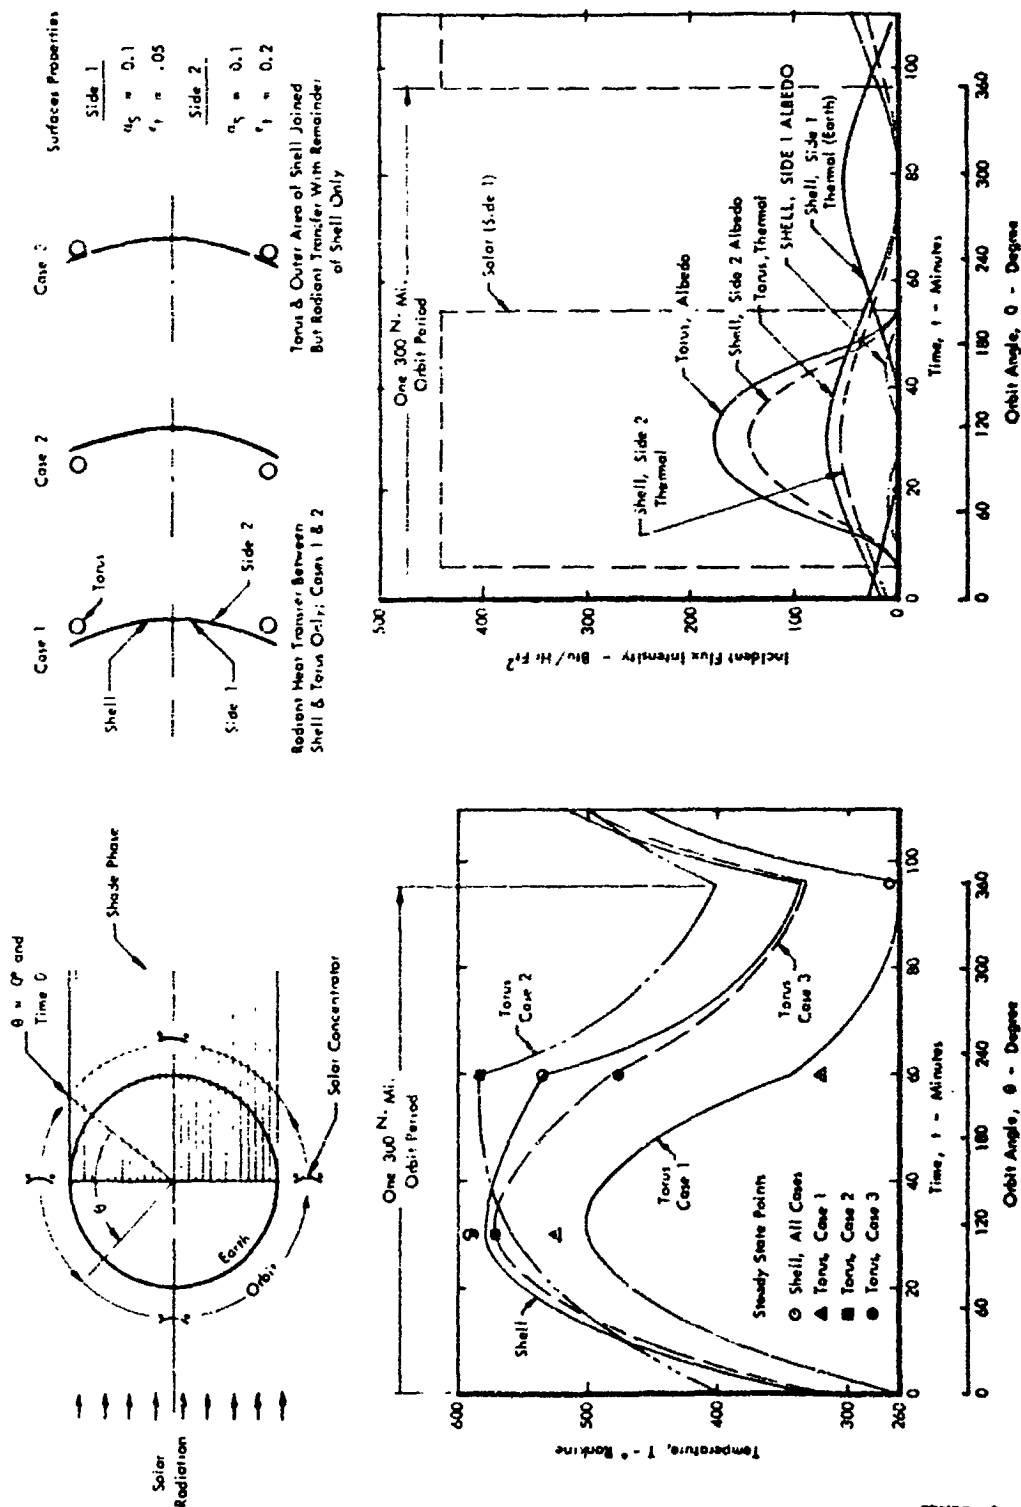 Solar
Radiation
Earth
Orbit
θ
θ = 0° and
Time 0
Shade Phase
Solar Concentrator
Case 1
Case 2
Case 3
Shell
Torus
Side 1
Side 2
Radiant Heat Transfer Between
Shell & Torus Only; Cases 1 & 2
Torus & Outer Area of Shell Joined
But Radiant Transfer With Remainder
of Shell Only
Surfaces Properties
Side 1
αs = 0.1
εt = .05
Side 2
αs = 0.1
εt = 0.2
One 300 N. Mi.
Orbit Period
Temperature, T - ° Rankine
600
500
400
300
260
Shell
Torus
Case 2
Torus
Case 3
Torus
Case 1
Steady State Points
Shell, All Cases
Torus, Case 1
Torus, Case 2
Torus, Case 3
0 20 40 60 80 100
Time, t - Minutes
0 60 120 180 240 300 360
Orbit Angle, θ - Degree
One 300 N. Mi.
Orbit Period
Incident Flux Intensity - Btu/Hr Ft²
500
400
300
200
100
0
Solar (Side 1)
Torus, Albedo
Shell, Side 2 Albedo
Torus, Thermal
SHELL, SIDE 1 ALBEDO
Shell, Side 1
Thermal (Earth)
Shell, Side 2
Thermal
0 20 40 60 80 100
Time, t - Minutes
0 60 120 180 240 300 360
Orbit Angle, Θ - Degree